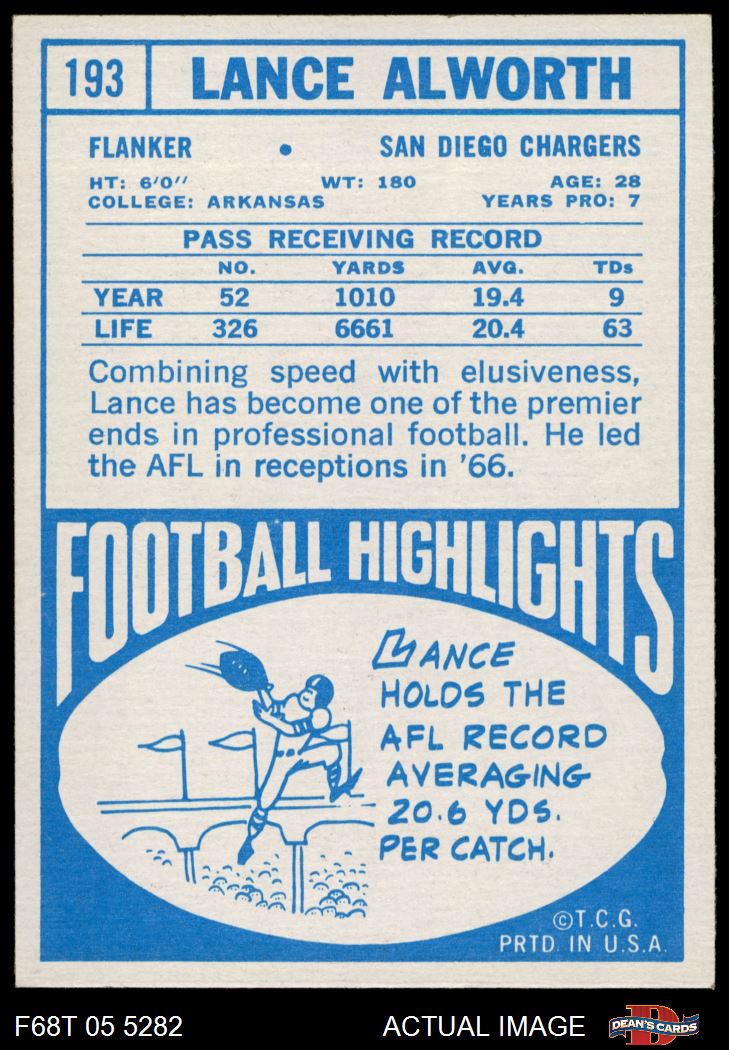 193 LANCE ALWORTH
FLANKER • SAN DIEGO CHARGERS
HT: 6'0'' WT: 180 AGE: 28
COLLEGE: ARKANSAS YEARS PRO: 7
PASS RECEIVING RECORD
NO. YARDS AVG. TDs
YEAR 52 1010 19.4 9
LIFE 326 6661 20.4 63
Combining speed with elusiveness,
Lance has become one of the premier
ends in professional football. He led
the AFL in receptions in '66.
FOOTBALL HIGHLIGHTS
LANCE
HOLDS THE
AFL RECORD
AVERAGING
20.6 YDS.
PER CATCH.
©T.C.G.
PRTD. IN U.S.A.
F68T 05 5282 ACTUAL IMAGE D DEAN'S CARDS